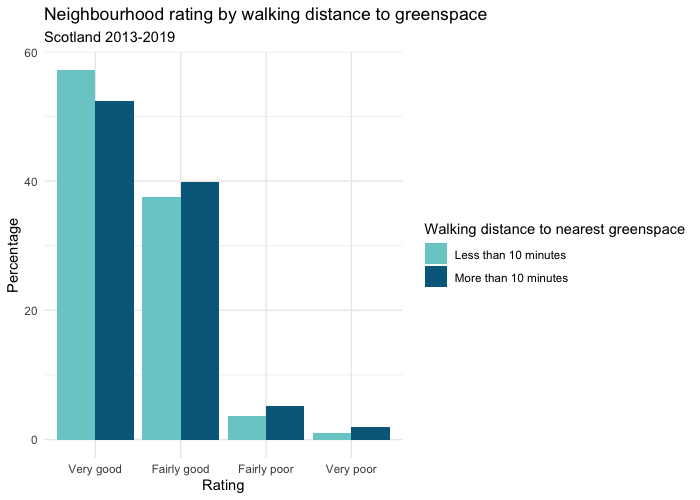 Neighbourhood rating by walking distance to greenspace
Scotland 2013-2019
60
40
20
0
Percentage
Very good Fairly good Fairly poor Very poor
Rating
Walking distance to nearest greenspace
Less than 10 minutes
More than 10 minutes